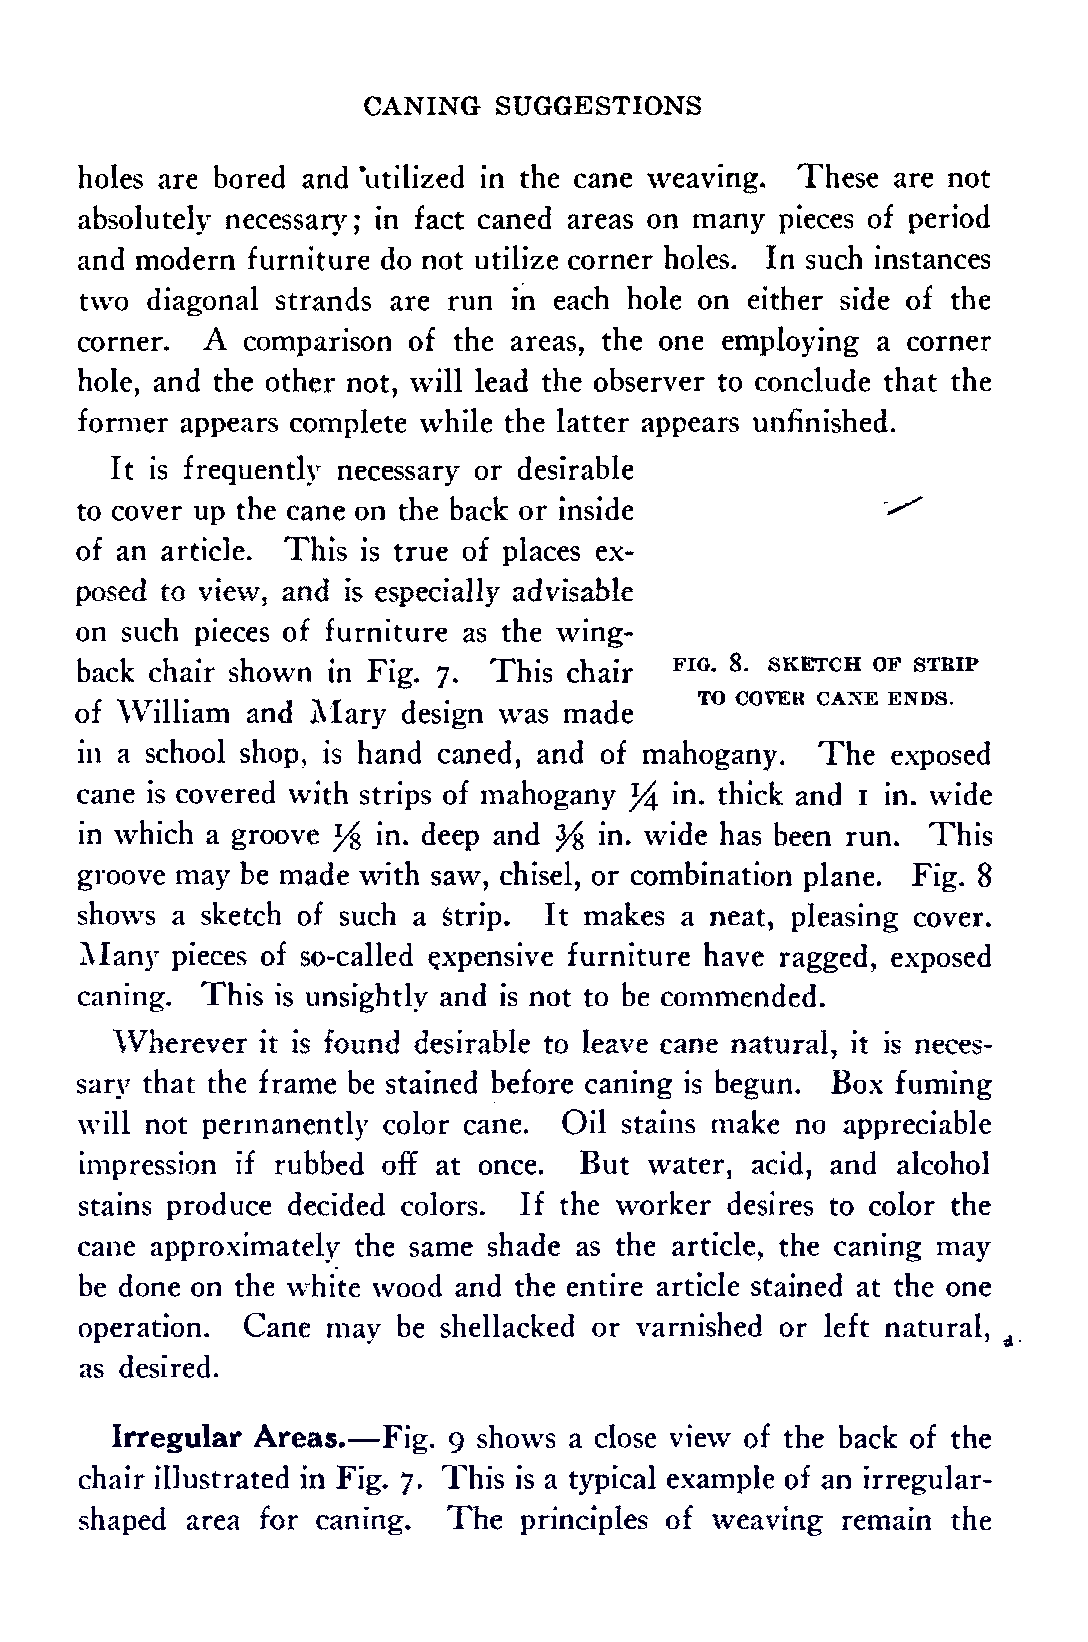 CANING SUGGESTIONS
holes are bored and utilized in the cane weaving. These are not
absolutely necessary; in fact caned areas on many pieces of period
and modern furniture do not utilize corner holes. In such instances
two diagonal strands are run in each hole on either side of the
corner. A comparison of the areas, the one employing a corner
hole, and the other not, will lead the observer to conclude that the
former appears complete while the latter appears unfinished.
It is frequently necessary or desirable
to cover up the cane on the back or inside
of an article. This is true of places ex-
posed to view, and is especially advisable
on such pieces of furniture as the wing-
back chair shown in Fig. 7. This chair
of William and Mary design was made
FIG. 8. SKETCH OF STRIP
TO COVER CANE ENDS.
in a school shop, is hand caned, and of mahogany. The exposed
cane is covered with strips of mahogany ¼ in. thick and 1 in. wide
in which a groove ⅛ in. deep and ⅜ in. wide has been run. This
groove may be made with saw, chisel, or combination plane. Fig. 8
shows a sketch of such a strip. It makes a neat, pleasing cover.
Many pieces of so-called expensive furniture have ragged, exposed
caning. This is unsightly and is not to be commended.
Wherever it is found desirable to leave cane natural, it is neces-
sary that the frame be stained before caning is begun. Box fuming
will not permanently color cane. Oil stains make no appreciable
impression if rubbed off at once. But water, acid, and alcohol
stains produce decided colors. If the worker desires to color the
cane approximately the same shade as the article, the caning may
be done on the white wood and the entire article stained at the one
operation. Cane may be shellacked or varnished or left natural,
as desired.
Irregular Areas.—Fig. 9 shows a close view of the back of the
chair illustrated in Fig. 7. This is a typical example of an irregular-
shaped area for caning. The principles of weaving remain the